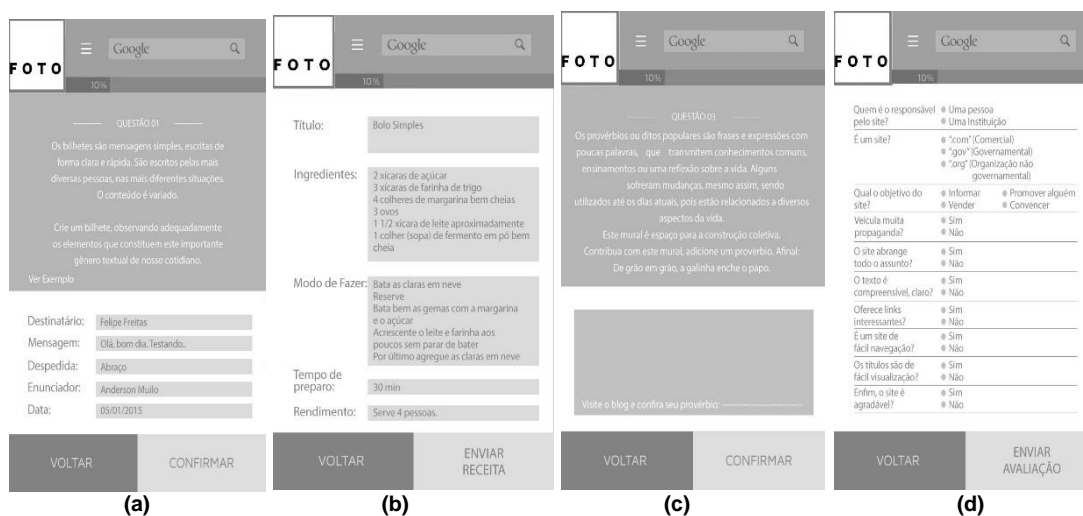 FOTO
☰ Google
10%
QUESTÃO 01
Os bilhetes são mensagens simples, escritas de
forma clara e rápida. São escritos pelas mais
diversas pessoas, nas mais diferentes situações.
O conteúdo é variado.
Crie um bilhete, observando adequadamente
os elementos que constituem este importante
gênero textual de nosso cotidiano.
Ver Exemplo
Destinatário: Felipe Freitas
Mensagem: Olá, bom dia. Testando..
Despedida: Abraço
Enunciador: Anderson Muilo
Data: 05/01/2015
VOLTAR CONFIRMAR
(a)
FOTO
☰ Google
10%
Título: Bolo Simples
Ingredientes: 2 xícaras de açúcar
3 xícaras de farinha de trigo
4 colheres de margarina bem cheias
3 ovos
1 1/2 xícara de leite aproximadamente
1 colher (sopa) de fermento em pó bem
cheia
Modo de Fazer: Bata as claras em neve
Reserve
Bata bem as gemas com a margarina
e o açúcar
Acrescente o leite e farinha aos
poucos sem parar de bater
Por último agregue as claras em neve
Tempo de
preparo: 30 min
Rendimento: Serve 4 pessoas.
VOLTAR ENVIAR
RECEITA
(b)
FOTO
☰ Google
10%
QUESTÃO 03
Os provérbios ou ditos populares são frases e expressões com
poucas palavras, que transmitem conhecimentos comuns,
ensinamentos ou uma reflexão sobre a vida. Alguns
sofreram mudanças, mesmo assim, sendo
utilizados até os dias atuais, pois estão relacionados a diversos
aspectos da vida.
Este mural é espaço para a construção coletiva.
Contribua com este mural, adicione um provérbio. Afinal:
De grão em grão, a galinha enche o papo.
Visite o blog e confira seu provérbio:
VOLTAR CONFIRMAR
(c)
FOTO
☰ Google
10%
Quem é o responsável Uma pessoa
pelo site? Uma Instituição
É um site? ".com" (Comercial)
".gov" (Governamental)
".org" (Organização não
governamental)
Qual o objetivo do Informar Promover alguém
site? Vender Convencer
Veicula muita Sim
propaganda? Não
O site abrange Sim
todo o assunto? Não
O texto é Sim
compreensível, claro? Não
Oferece links Sim
interessantes? Não
É um site de Sim
fácil navegação? Não
Os títulos são de Sim
fácil visualização? Não
Enfim, o site é Sim
agradável? Não
VOLTAR ENVIAR
AVALIAÇÃO
(d)